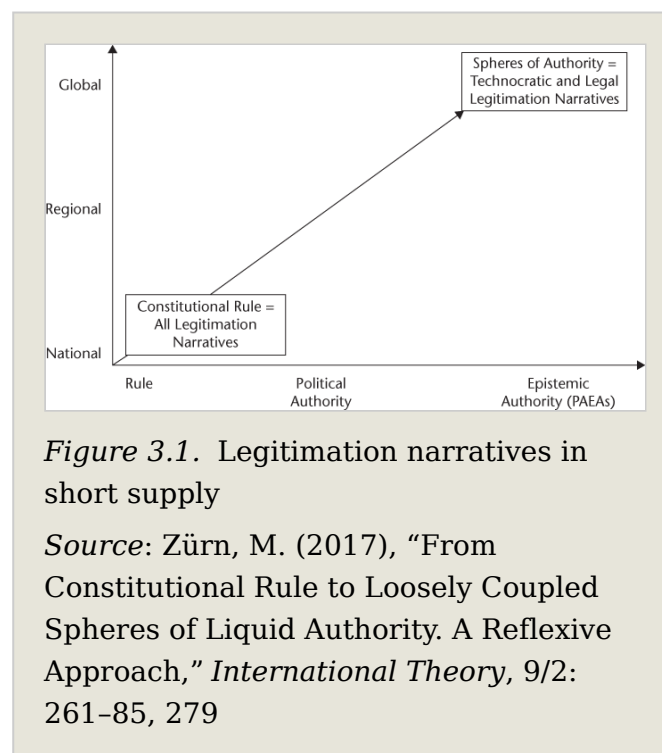 Global
Spheres of Authority =
Technocratic and Legal
Legitimation Narratives
Regional
Constitutional Rule =
All Legitimation
Narratives
National
Rule
Political
Authority
Epistemic
Authority (PAEAs)
Figure 3.1. Legitimation narratives in
short supply
Source: Zürn, M. (2017), “From
Constitutional Rule to Loosely Coupled
Spheres of Liquid Authority. A Reflexive
Approach,” International Theory, 9/2:
261–85, 279